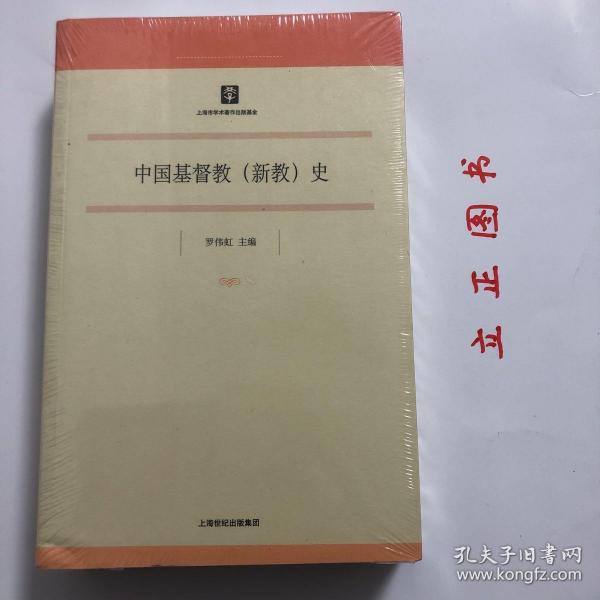 上海市学术著作出版基金
中国基督教（新教）史
罗伟虹 主编
上海世纪出版集团
立正图书
孔夫子旧书网
www.kongfz.com